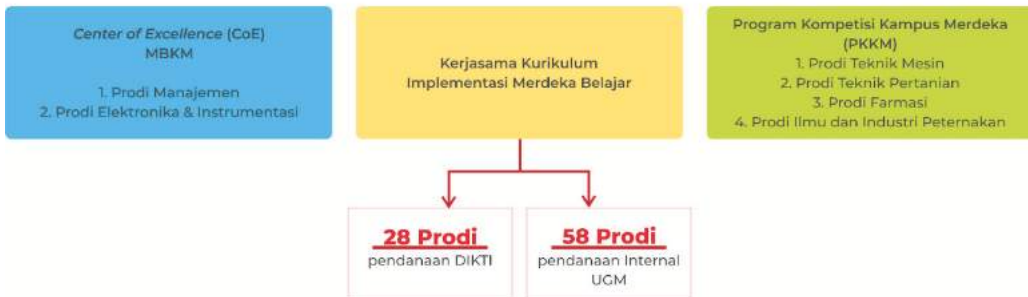 Center of Excellence (CoE)
MBKM
1. Prodi Manajemen
2. Prodi Elektronika & Instrumentasi
Kerjasama Kurikulum
Implementasi Merdeka Belajar
Program Kompetisi Kampus Merdeka
(PKKM)
1. Prodi Teknik Mesin
2. Prodi Teknik Pertanian
3. Prodi Farmasi
4. Prodi Ilmu dan Industri Peternakan
28 Prodi
pendanaan DIKTI
58 Prodi
pendanaan Internal
UGM